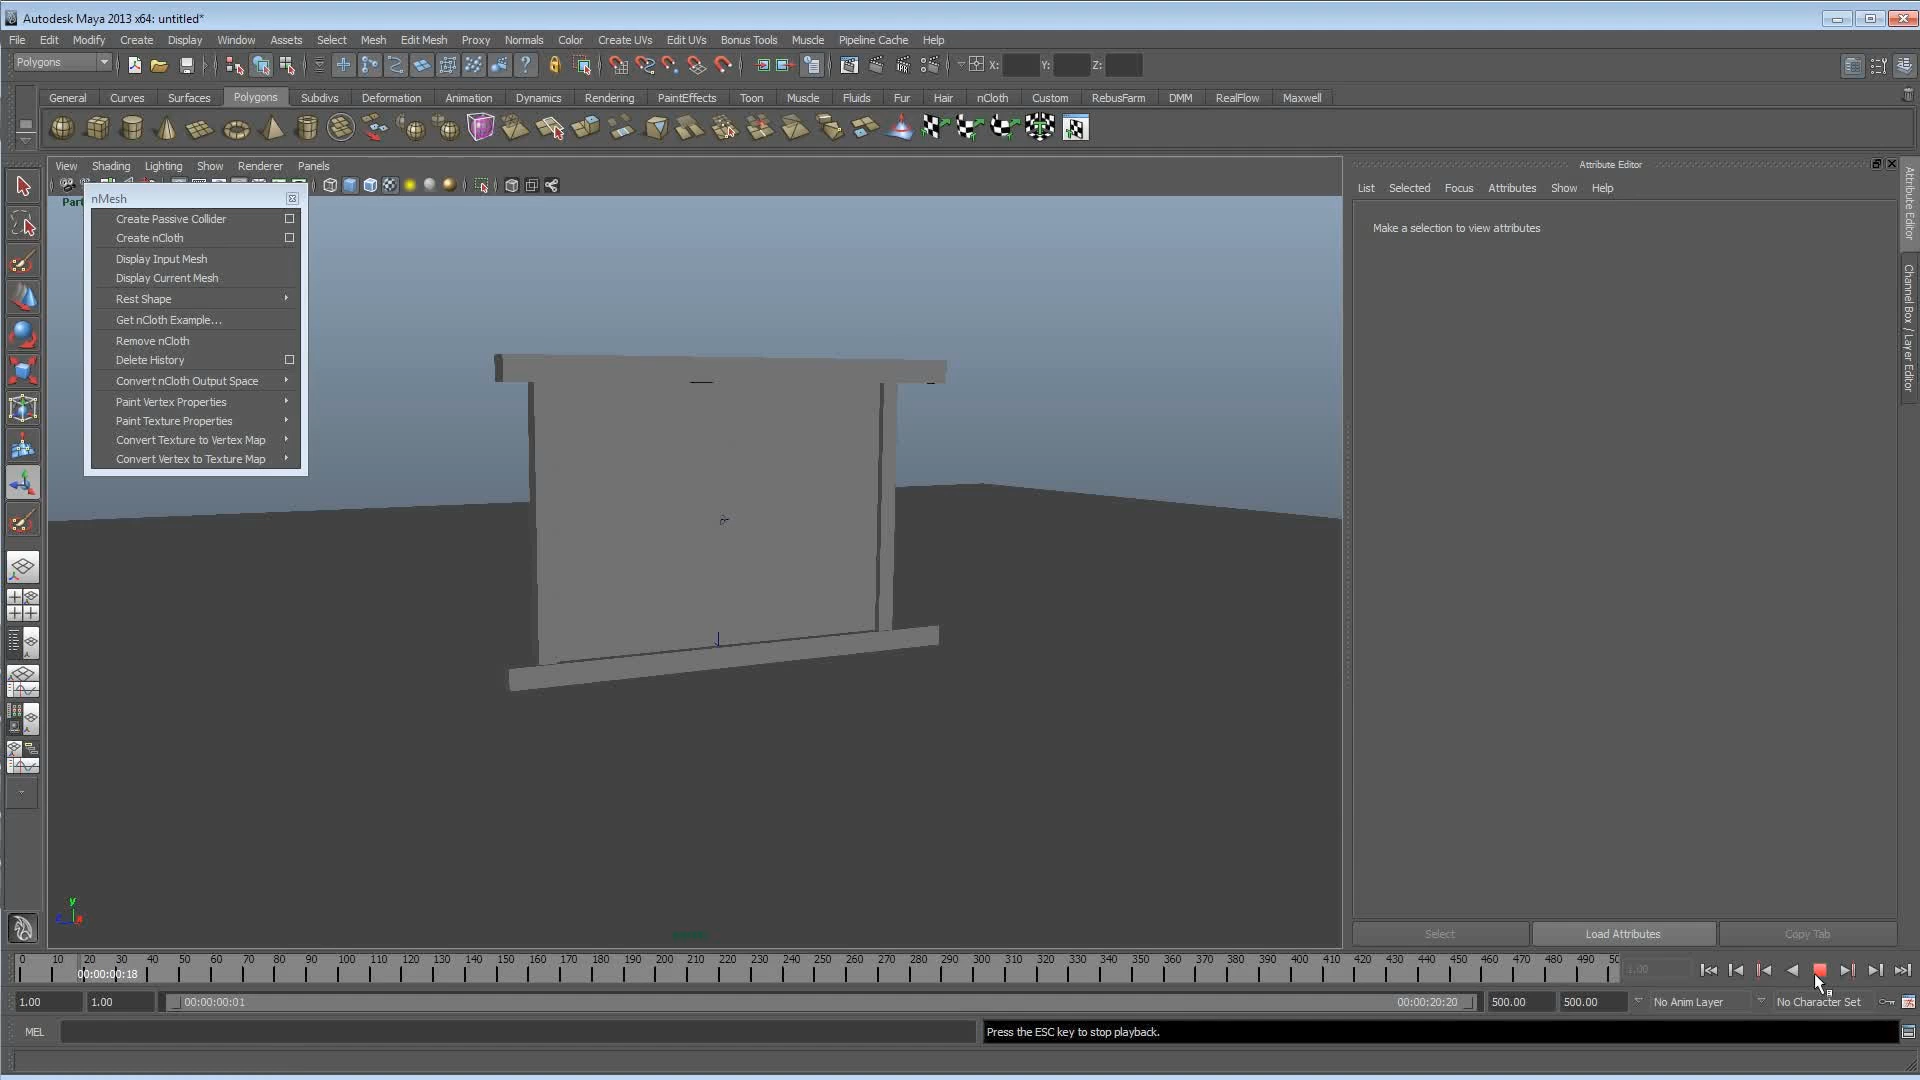 Autodesk Maya 2013 x64: untitled*
File Edit Modify Create Display Window Assets Select Mesh Edit Mesh Proxy Normals Color Create UVs Edit UVs Bonus Tools Muscle Pipeline Cache Help
Polygons X: Y: Z:
General Curves Surfaces Polygons Subdivs Deformation Animation Dynamics Rendering PaintEffects Toon Muscle Fluids Fur Hair nCloth Custom RebusFarm DMM RealFlow Maxwell
View Shading Lighting Show Renderer Panels
Attribute Editor
List Selected Focus Attributes Show Help
Make a selection to view attributes
Attribute Editor
Channel Box / Layer Editor
Part
nMesh
Create Passive Collider
Create nCloth
Display Input Mesh
Display Current Mesh
Rest Shape
Get nCloth Example...
Remove nCloth
Delete History
Convert nCloth Output Space
Paint Vertex Properties
Paint Texture Properties
Convert Texture to Vertex Map
Convert Vertex to Texture Map
y
Select Load Attributes Copy Tab
0 10 20 30 40 50 60 70 80 90 100 110 120 130 140 150 160 170 180 190 200 210 220 230 240 250 260 270 280 290 300 310 320 330 340 350 360 370 380 390 400 410 420 430 440 450 460 470 480 490 50
00:00:00:18
1.00
1.00 1.00 00:00:00:01 00:00:20:20 500.00 500.00 No Anim Layer No Character Set
MEL Press the ESC key to stop playback.